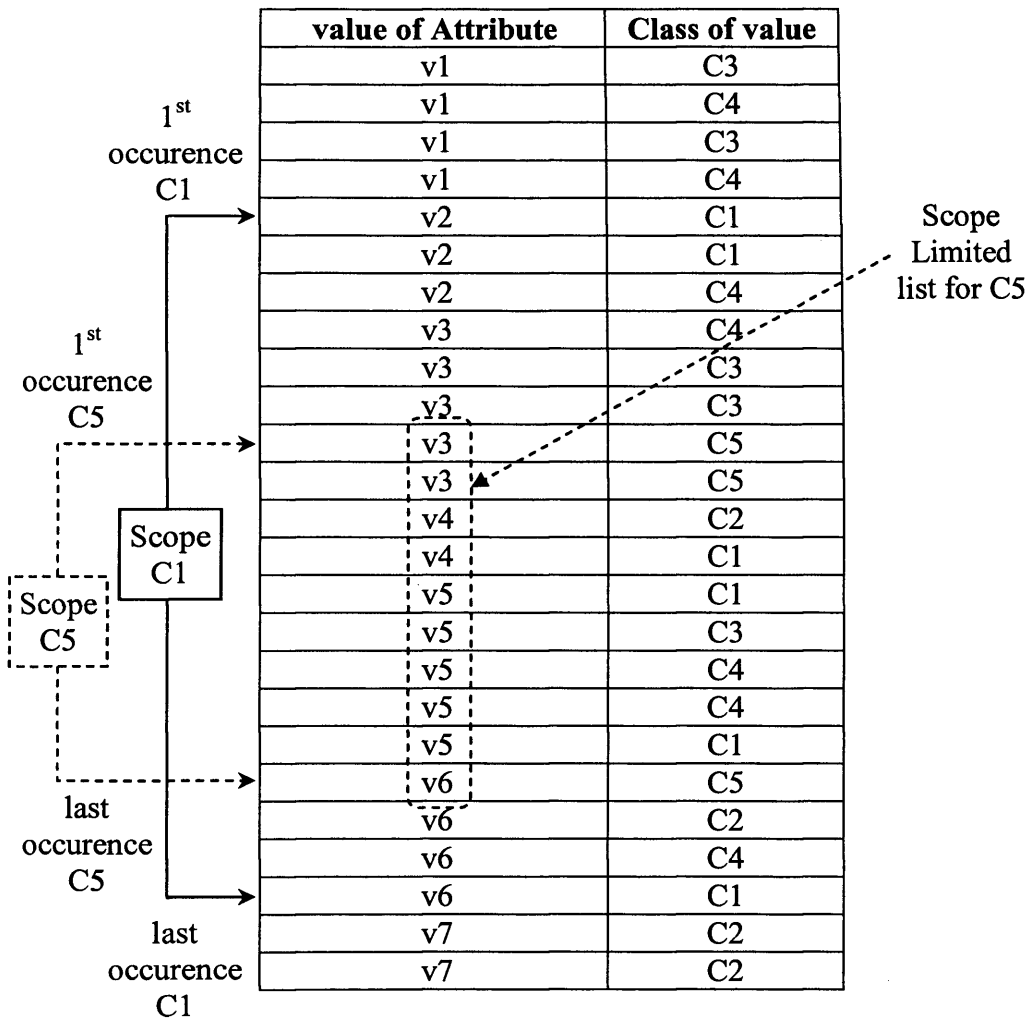 value of Attribute Class of value
v1 C3
v1 C4
v1 C3
v1 C4
v2 C1
v2 C1
v2 C4
v3 C4
v3 C3
v3 C3
v3 C5
v3 C5
v4 C2
v4 C1
v5 C1
v5 C3
v5 C4
v5 C4
v5 C1
v6 C5
v6 C2
v6 C4
v6 C1
v7 C2
v7 C2
1st
occurence
C1
1st
occurence
C5
Scope
C1
Scope
C5
last
occurence
C5
last
occurence
C1
Scope
Limited
list for C5